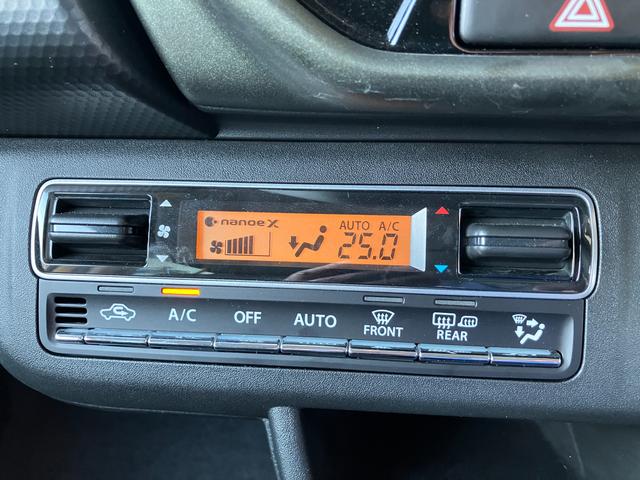 nanoe X
AUTO A/C
25.0
A/C
OFF
AUTO
FRONT
REAR